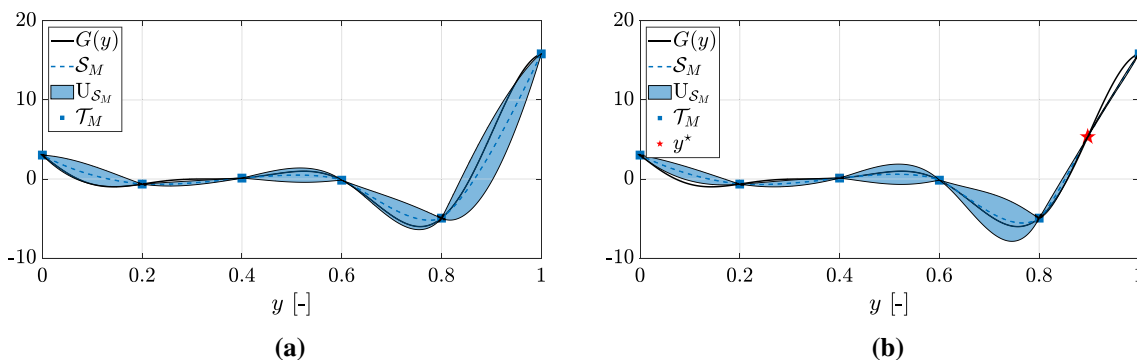 20
10
0
-10
G(y)
𝒮_M
U_{𝒮_M}
𝒯_M
0 0.2 0.4 0.6 0.8 1
y [-]
(a)
20
10
0
-10
G(y)
𝒮_M
U_{𝒮_M}
𝒯_M
y⋆
0 0.2 0.4 0.6 0.8 1
y [-]
(b)